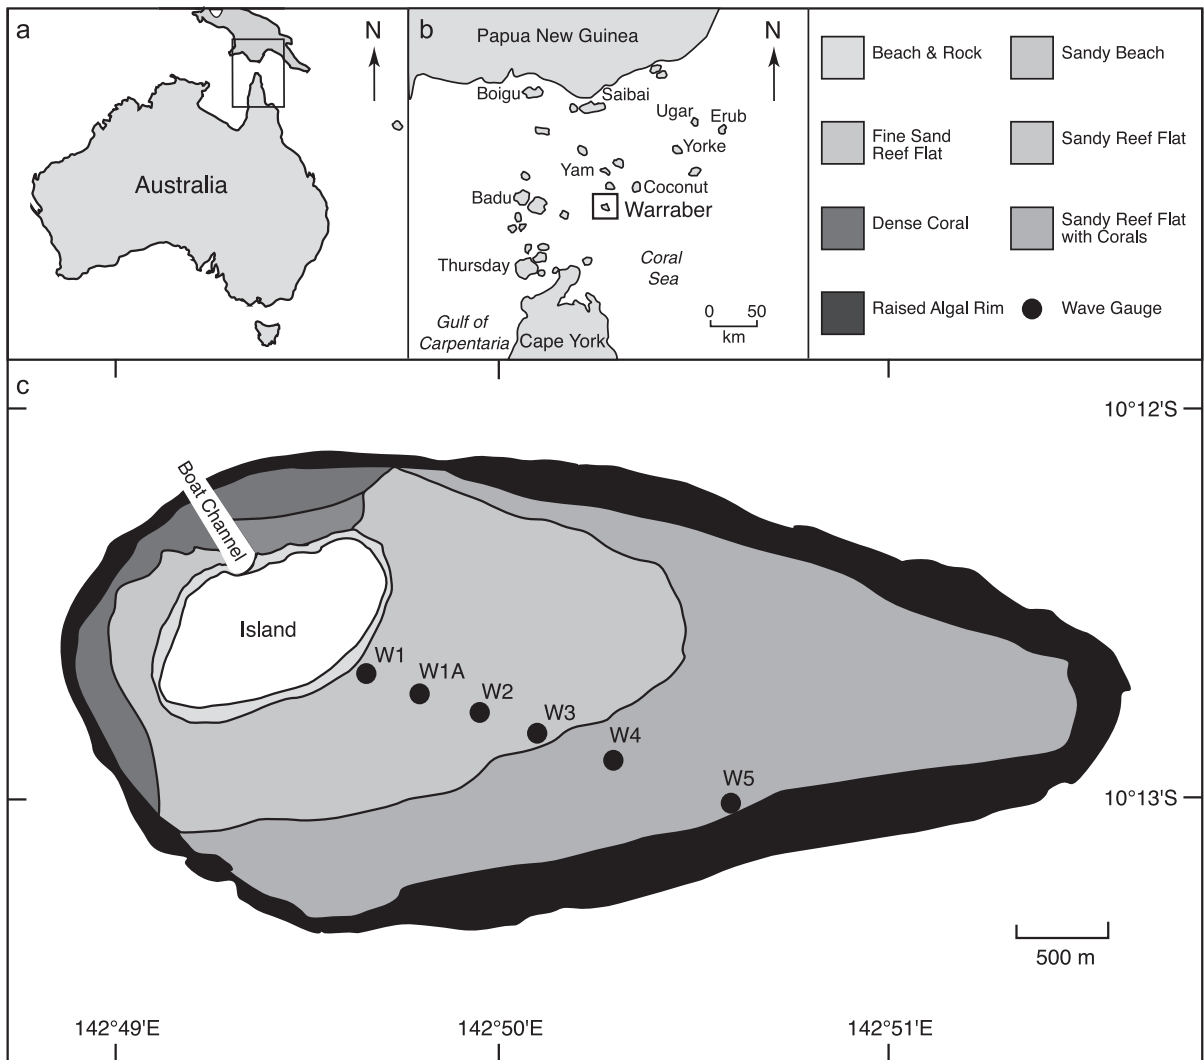 a
N
Australia
b
N
Papua New Guinea
Boigu
Saibai
Ugar
Erub
Yorke
Yam
Coconut
Badu
Warraber
Thursday
Coral
Sea
Gulf of
Carpentaria
Cape York
0 50
km
Beach & Rock
Sandy Beach
Fine Sand
Reef Flat
Sandy Reef Flat
Dense Coral
Sandy Reef Flat
with Corals
Raised Algal Rim
Wave Gauge
c
10°12'S
Boat Channel
Island
W1
W1A
W2
W3
W4
W5
10°13'S
500 m
142°49'E
142°50'E
142°51'E